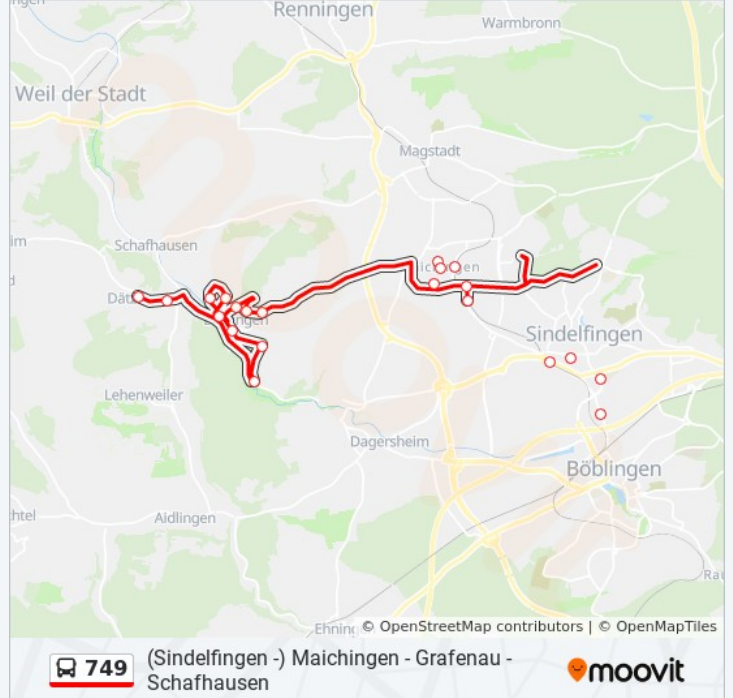 Renningen
Warmbronn
Weil der Stadt
Magstadt
Schafhausen
Sindelfingen
Lehenweiler
Dagersheim
Böblingen
Aidlingen
© OpenStreetMap contributors | © OpenMapTiles
749
(Sindelfingen -) Maichingen - Grafenau -
Schafhausen
moovit